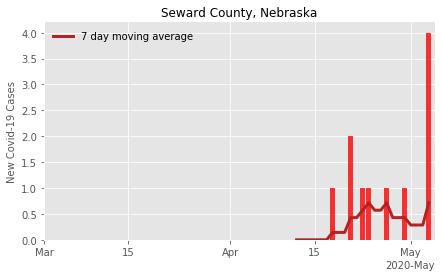 Seward County, Nebraska
7 day moving average
New Covid-19 Cases
4.0
3.5
3.0
2.5
2.0
1.5
1.0
0.5
0.0
Mar 15 Apr 15 May
2020-May